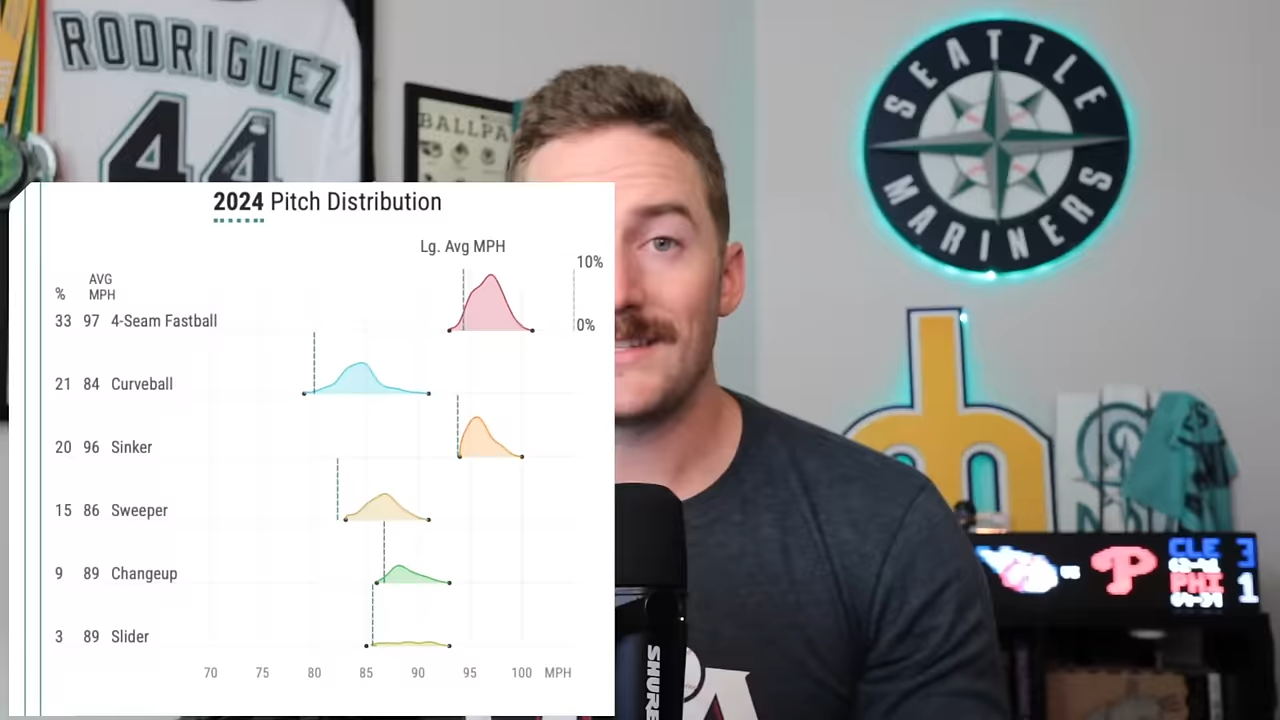 RODRIGUEZ
44
BALLPA
SEATTLE
MARINERS
2024 Pitch Distribution
Lg. Avg MPH
10%
0%
% AVG MPH
33 97 4-Seam Fastball
21 84 Curveball
20 96 Sinker
15 86 Sweeper
9 89 Changeup
3 89 Slider
70 75 80 85 90 95 100 MPH
CLE 3
PHI 1
SHURE